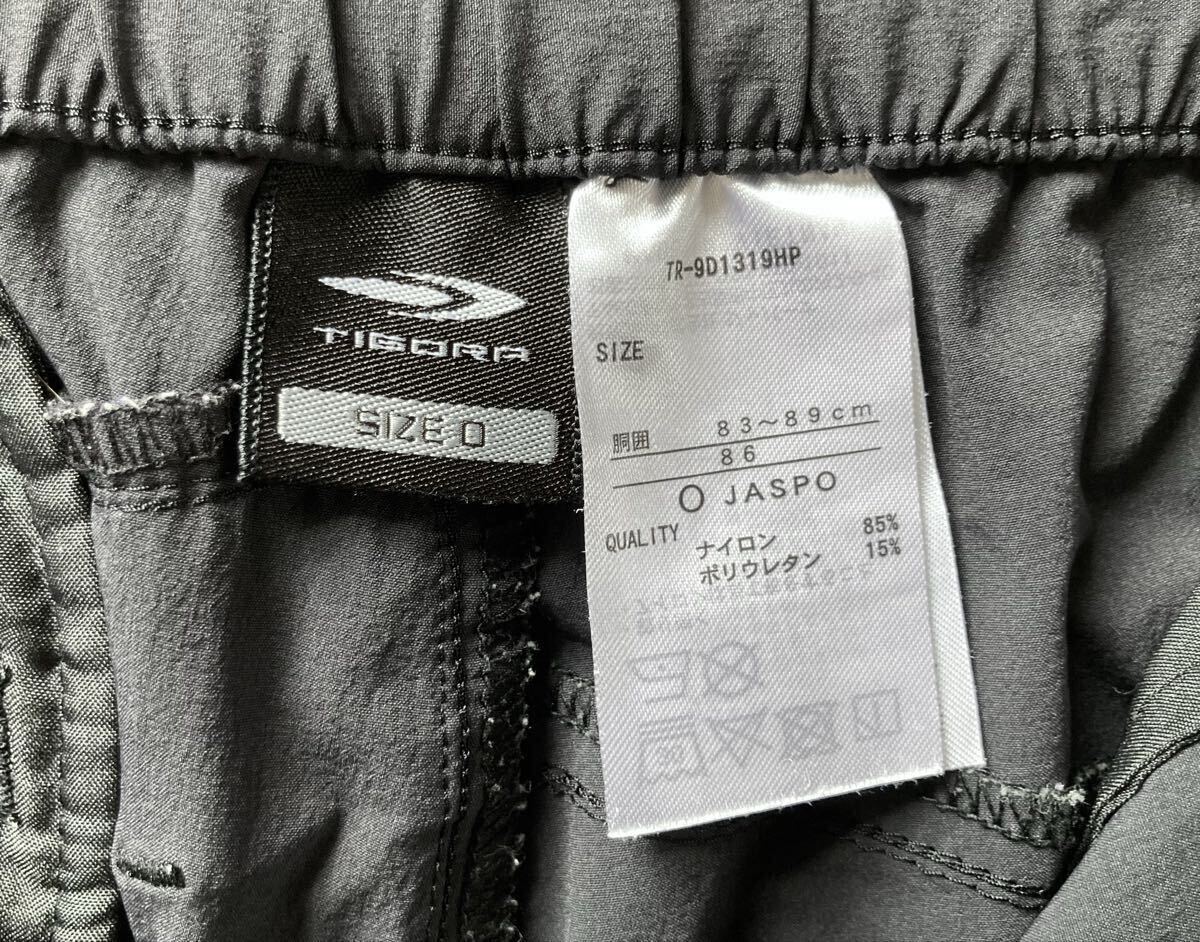 TIGORA
SIZE O
TR-9D1319HP
SIZE
胴囲 83～89cm
86
O JASPO
QUALITY
ナイロン 85%
ポリウレタン 15%